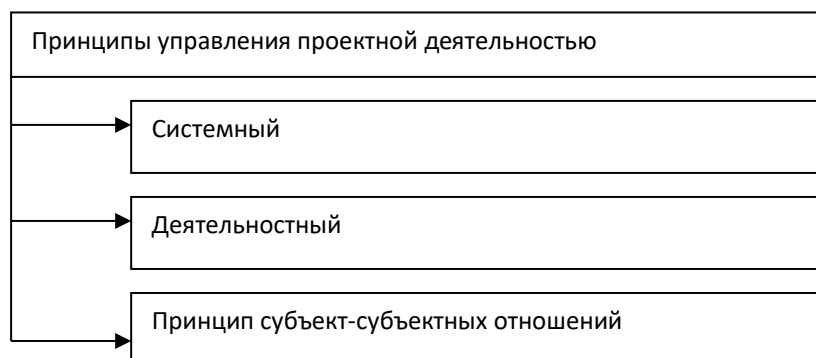 Принципы управления проектной деятельностью
Системный
Деятельностный
Принцип субъект-субъектных отношений